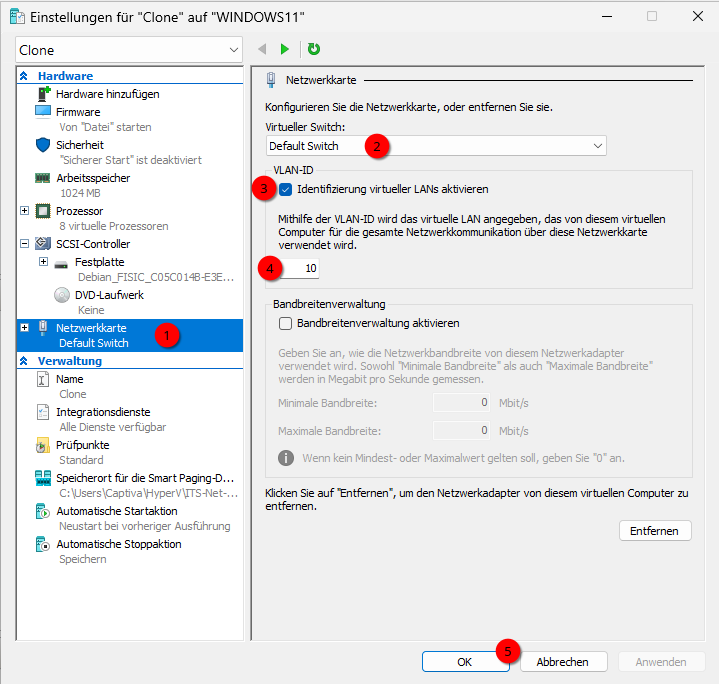 Einstellungen für "Clone" auf "WINDOWS11"
Clone
Hardware
Hardware hinzufügen
Firmware
Von "Datei" starten
Sicherheit
"Sicherer Start" ist deaktiviert
Arbeitsspeicher
1024 MB
Prozessor
8 virtuelle Prozessoren
SCSI-Controller
Festplatte
Debian_FISIC_C05C014B-E3E...
DVD-Laufwerk
Keine
Netzwerkkarte
Default Switch
1
Verwaltung
Name
Clone
Integrationsdienste
Alle Dienste verfügbar
Prüfpunkte
Standard
Speicherort für die Smart Paging-D...
C:\Users\Captiva\HyperV\ITS-Net-...
Automatische Startaktion
Neustart bei vorheriger Ausführung
Automatische Stoppaktion
Speichern
Netzwerkkarte
Konfigurieren Sie die Netzwerkkarte, oder entfernen Sie sie.
Virtueller Switch:
Default Switch 2
VLAN-ID
3 Identifizierung virtueller LANs aktivieren
Mithilfe der VLAN-ID wird das virtuelle LAN angegeben, das von diesem virtuellen
Computer für die gesamte Netzwerkkommunikation über diese Netzwerkkarte
verwendet wird.
4 10
Bandbreitenverwaltung
Bandbreitenverwaltung aktivieren
Geben Sie an, wie die Netzwerkbandbreite von diesem Netzwerkadapter
verwendet wird. Sowohl "Minimale Bandbreite" als auch "Maximale Bandbreite"
werden in Megabit pro Sekunde gemessen.
Minimale Bandbreite: 0 Mbit/s
Maximale Bandbreite: 0 Mbit/s
Wenn kein Mindest- oder Maximalwert gelten soll, geben Sie "0" an.
Klicken Sie auf "Entfernen", um den Netzwerkadapter von diesem virtuellen Computer zu
entfernen.
Entfernen
OK 5 Abbrechen Anwenden